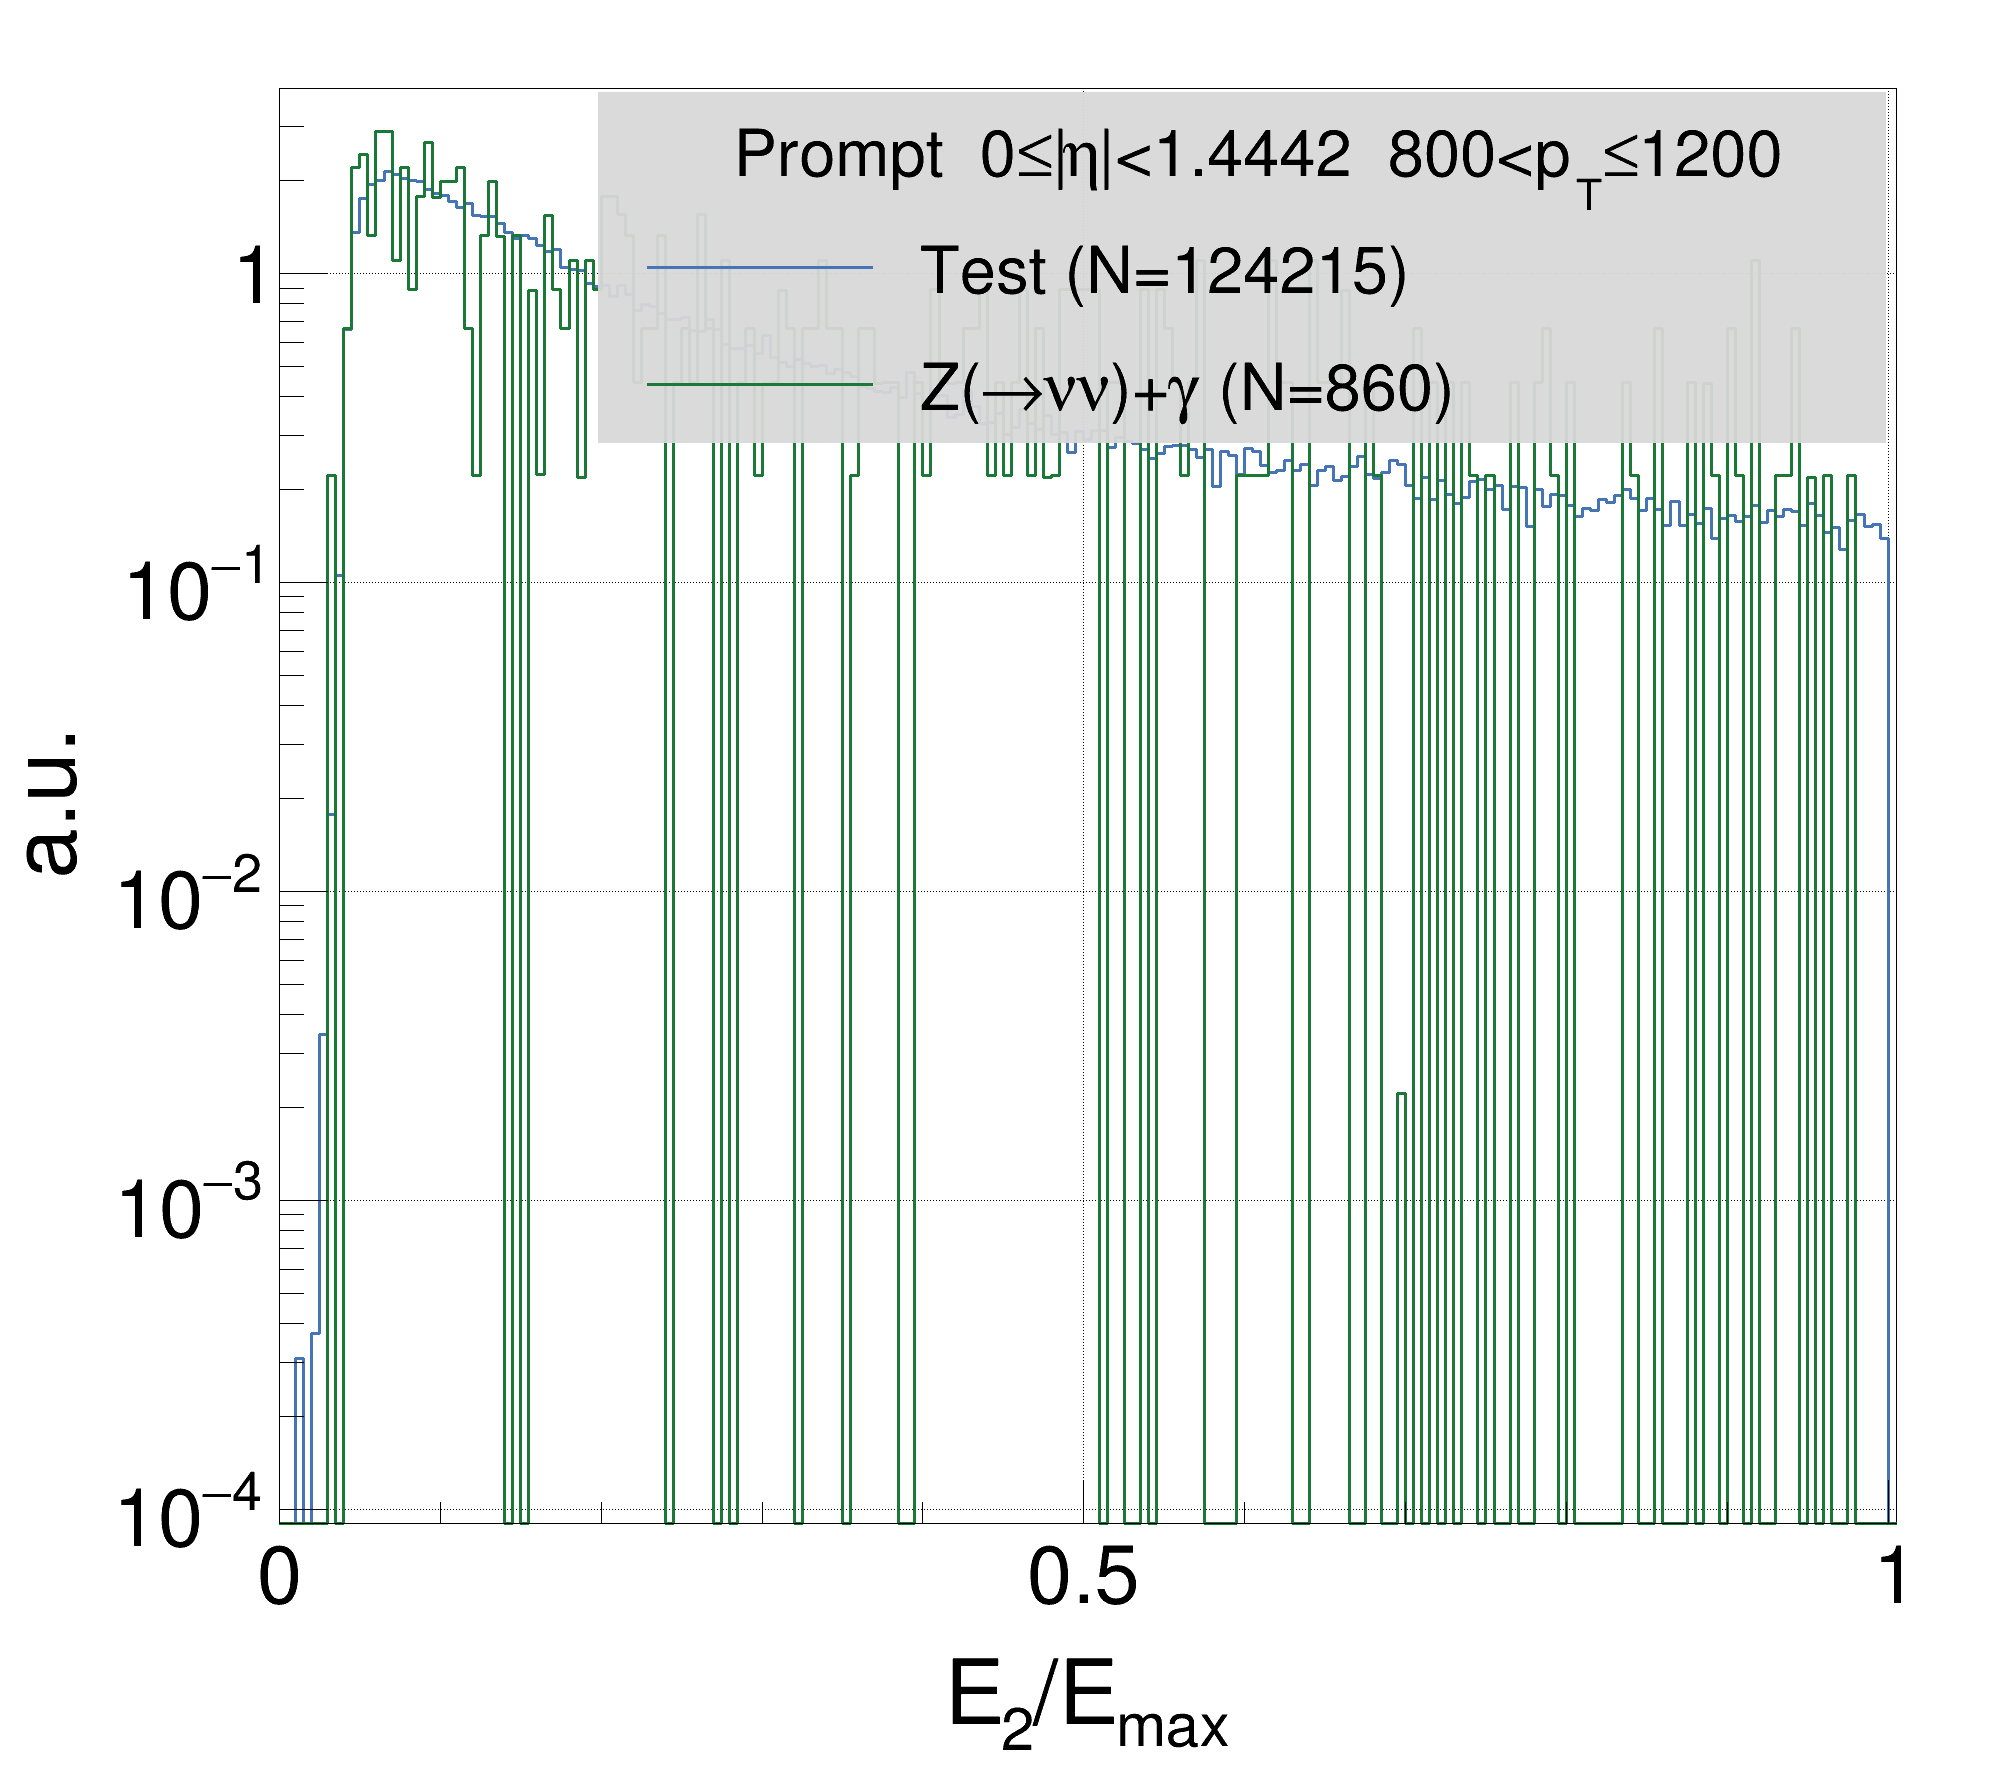 Prompt 0≤|η|<1.4442 800<p_T≤1200
Test (N=124215)
Z(→νν)+γ (N=860)
1
10⁻¹
10⁻²
10⁻³
10⁻⁴
a.u.
0 0.5 1
E₂/E_max